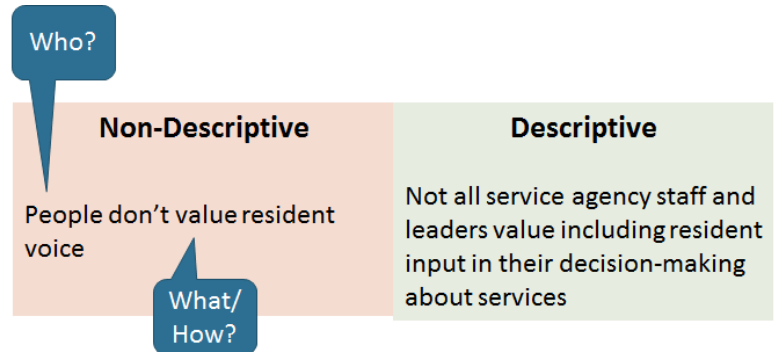 Who?
Non-Descriptive
Descriptive
People don’t value resident
voice
What/
How?
Not all service agency staff and
leaders value including resident
input in their decision-making
about services